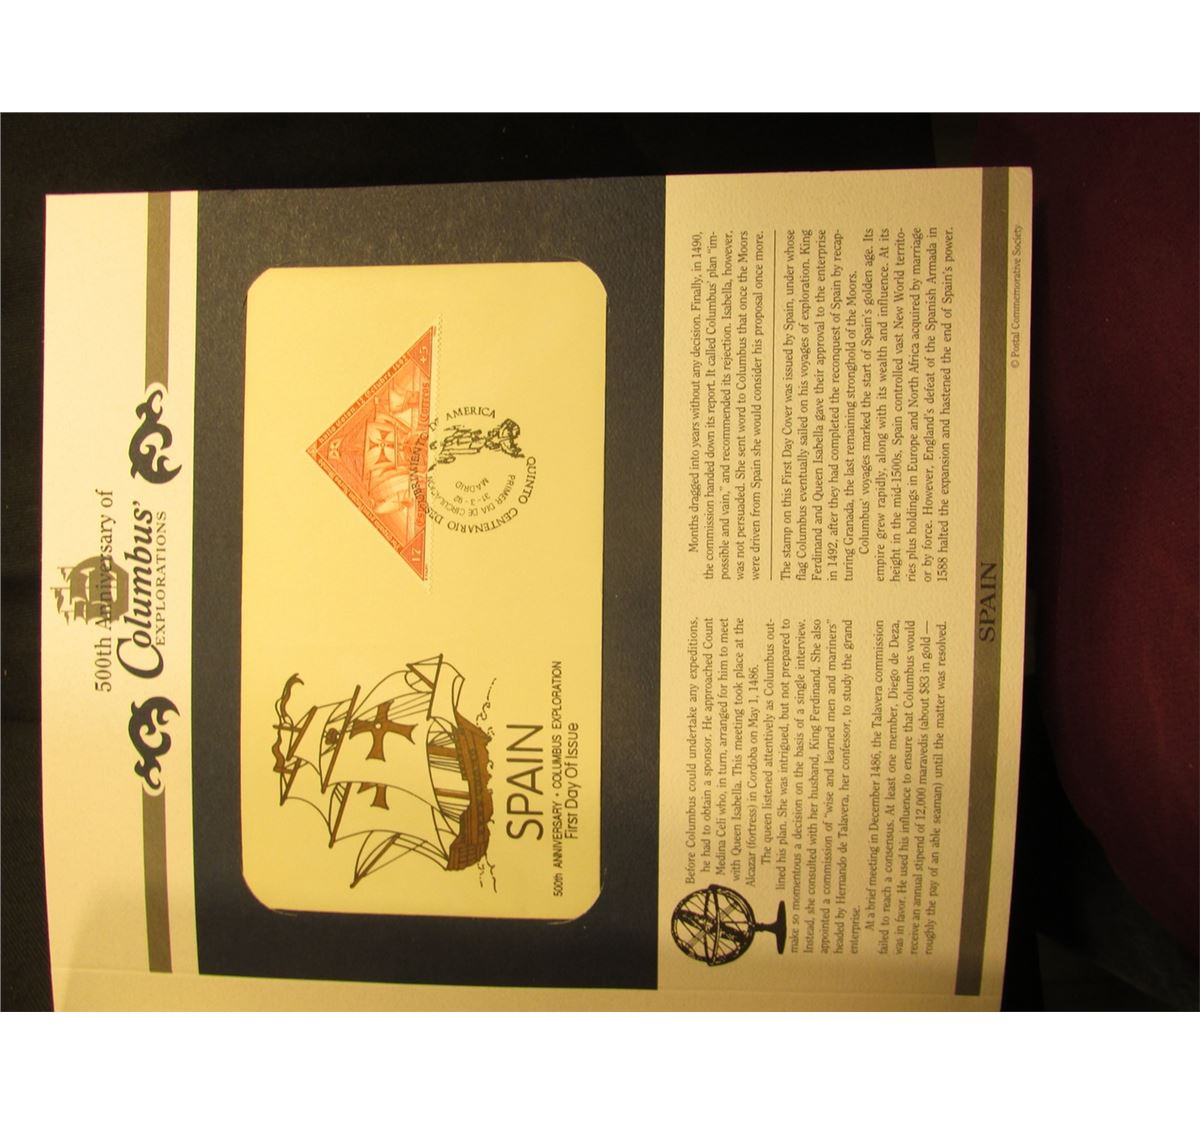 500th Anniversary of
Columbus'
EXPLORATIONS
17
+5
Correos
12 Octubre 1492
QUINTO CENTENARIO DESCUBRIMIENTO DE AMERICA
PRIMER DIA DE CIRCULACION
31-3-92
MADRID
SPAIN
500th ANNIVERSARY • COLUMBUS EXPLORATION
First Day Of Issue
Before Columbus could undertake any expeditions,
he had to obtain a sponsor. He approached Count
Medina Celi who, in turn, arranged for him to meet
with Queen Isabella. This meeting took place at the
Alcazar (fortress) in Cordoba on May 1, 1486.
The queen listened attentively as Columbus out-
lined his plan. She was intrigued, but not prepared to
make so momentous a decision on the basis of a single interview.
Instead, she consulted with her husband, King Ferdinand. She also
appointed a commission of "wise and learned men and mariners"
headed by Hernando de Talavera, her confessor, to study the grand
enterprise.
At a brief meeting in December 1486, the Talavera commission
failed to reach a consensus. At least one member, Diego de Deza,
was in favor. He used his influence to ensure that Columbus would
receive an annual stipend of 12,000 maravedis (about $83 in gold —
roughly the pay of an able seaman) until the matter was resolved.
Months dragged into years without any decision. Finally, in 1490,
the commission handed down its report. It called Columbus' plan "im-
possible and vain," and recommended its rejection. Isabella, however,
was not persuaded. She sent word to Columbus that once the Moors
were driven from Spain she would consider his proposal once more.
The stamp on this First Day Cover was issued by Spain, under whose
flag Columbus eventually sailed on his voyages of exploration. King
Ferdinand and Queen Isabella gave their approval to the enterprise
in 1492, after they had completed the reconquest of Spain by recap-
turing Granada, the last remaining stronghold of the Moors.
Columbus' voyages marked the start of Spain's golden age. Its
empire grew rapidly, along with its wealth and influence. At its
height in the mid-1500s, Spain controlled vast New World territo-
ries plus holdings in Europe and North Africa acquired by marriage
or by force. However, England's defeat of the Spanish Armada in
1588 halted the expansion and hastened the end of Spain's power.
SPAIN
© Postal Commemorative Society